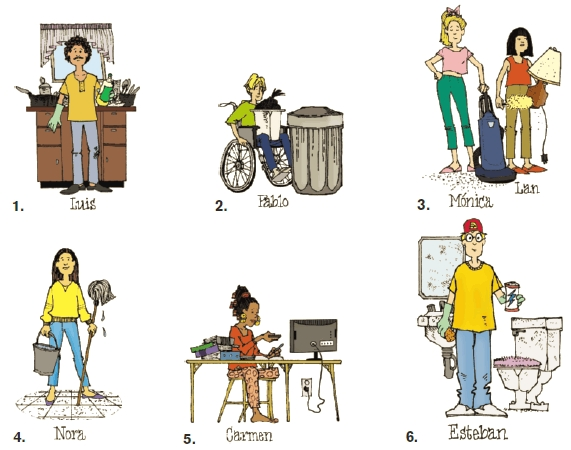 1. Luis
2. Pablo
3. Mónica Lan
4. Nora
5. Carmen
6. Esteban